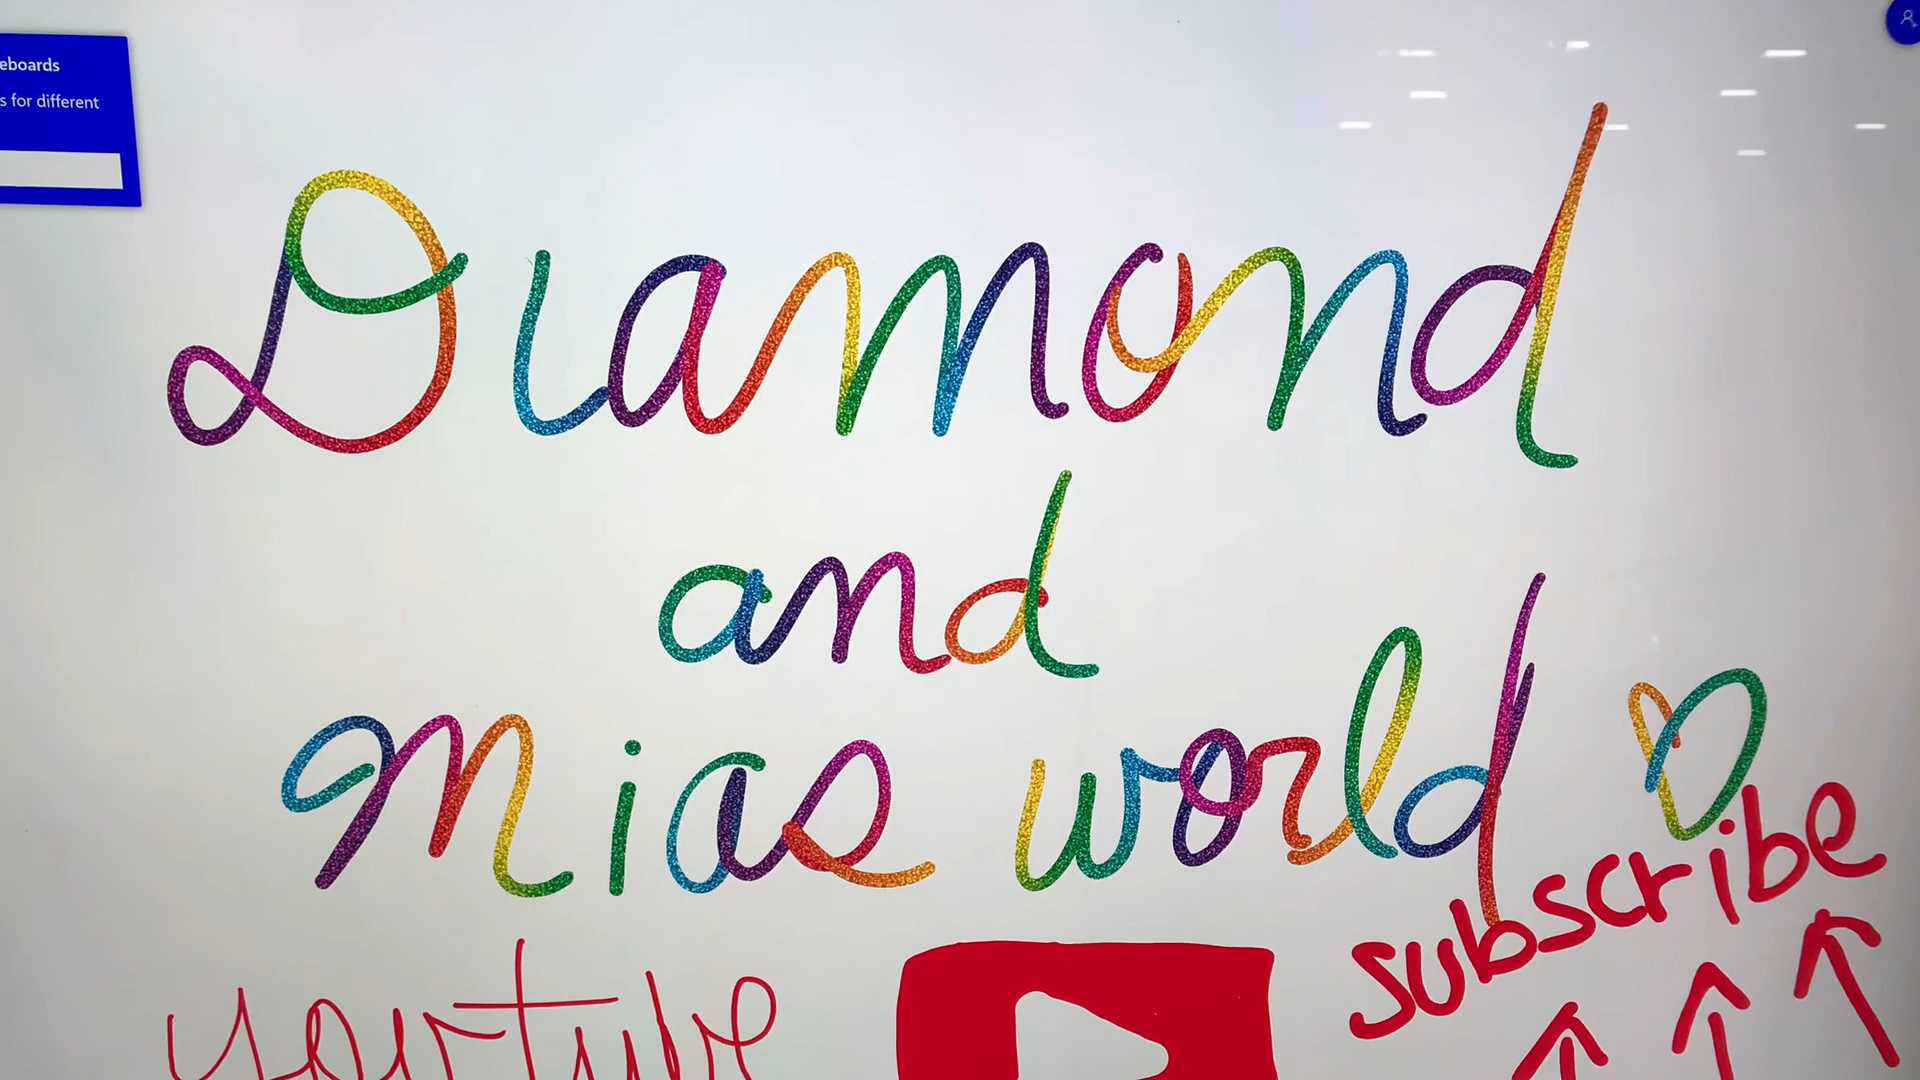 eboards
s for different
Diamond
and
Mias world
subscribe
youtube